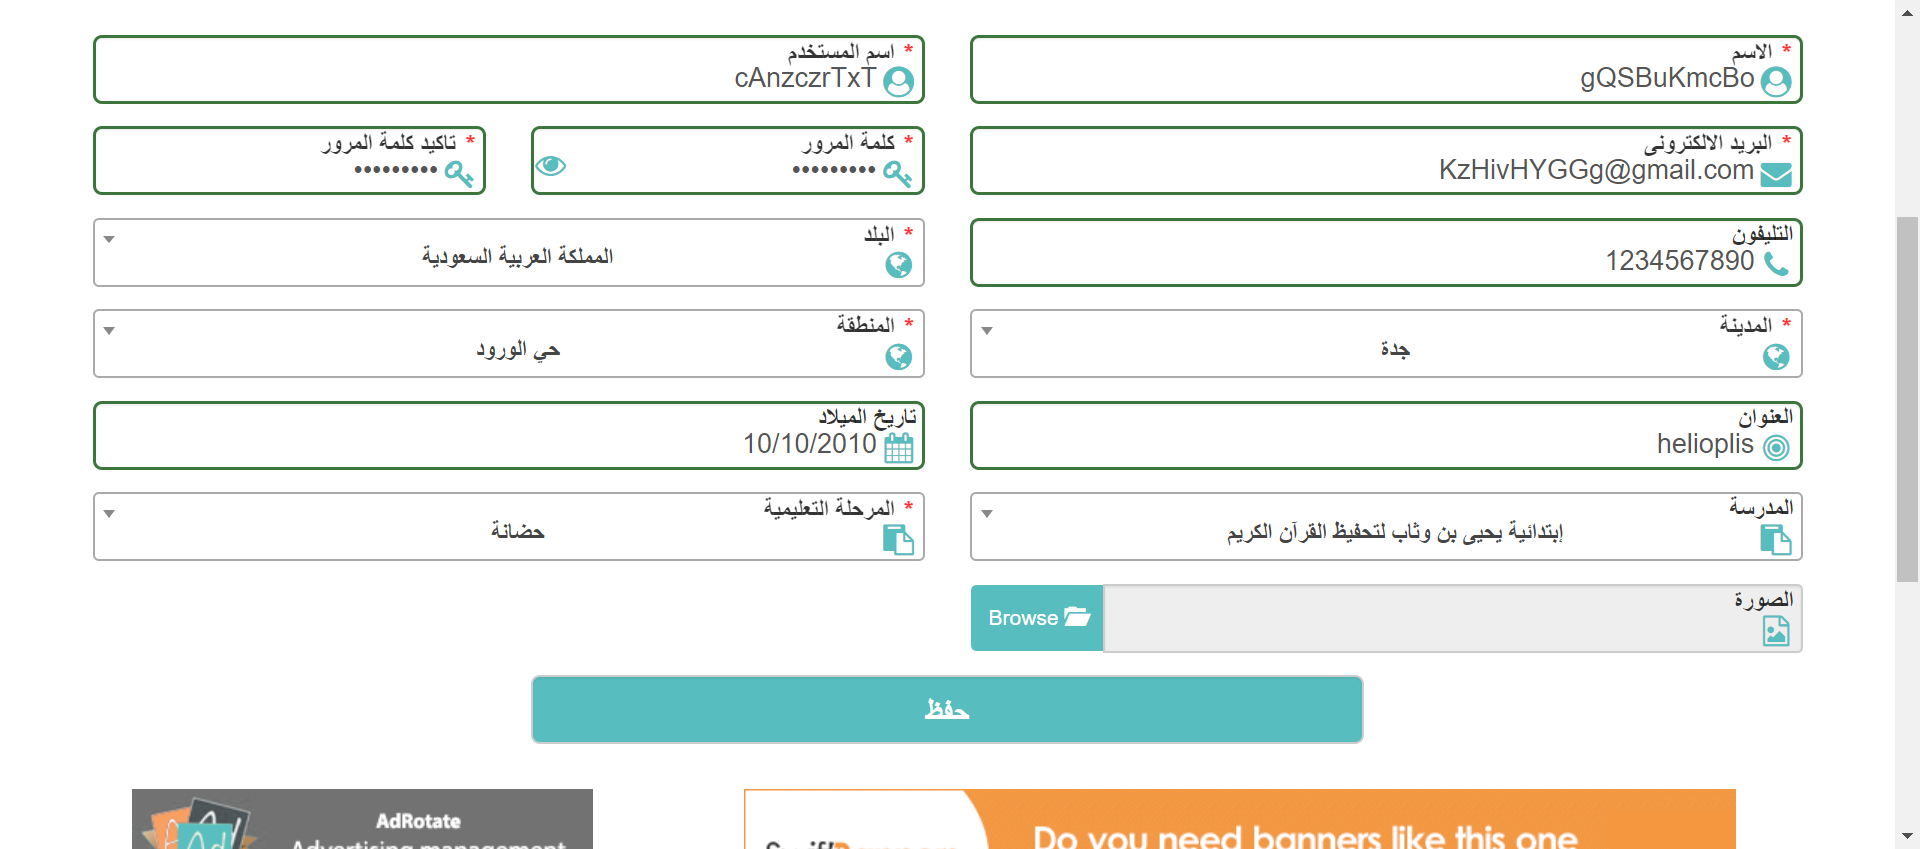 * الاسم
gQSBuKmcBo
* اسم المستخدم
cAnzczrTxT
* البريد الالكترونى
KzHivHYGGg@gmail.com
* كلمة المرور
•••••••••
* تاكيد كلمة المرور
•••••••••
التليفون
1234567890
* البلد
المملكة العربية السعودية
* المدينة
جدة
* المنطقة
حي الورود
العنوان
helioplis
تاريخ الميلاد
10/10/2010
المدرسة
إبتدائية يحيى بن وثاب لتحفيظ القرآن الكريم
* المرحلة التعليمية
حضانة
الصورة
Browse
حفظ
AdRotate
Advertising management
Do you need banners like this one